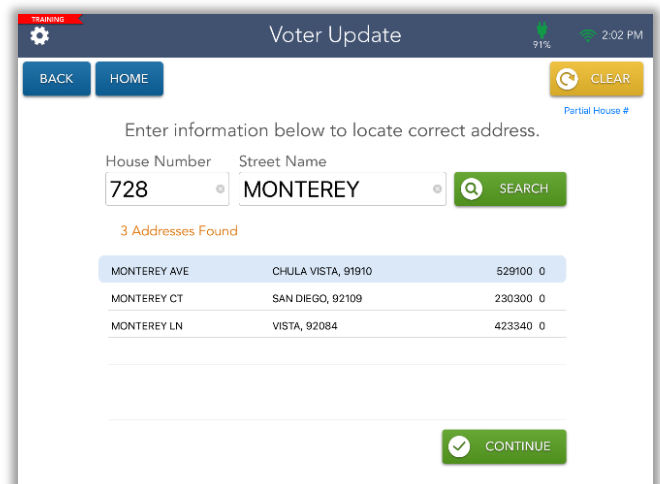 TRAINING
Voter Update
91%
2:02 PM
BACK
HOME
CLEAR
Partial House #
Enter information below to locate correct address.
House Number Street Name
728 MONTEREY SEARCH
3 Addresses Found
MONTEREY AVE CHULA VISTA, 91910 529100 0
MONTEREY CT SAN DIEGO, 92109 230300 0
MONTEREY LN VISTA, 92084 423340 0
CONTINUE